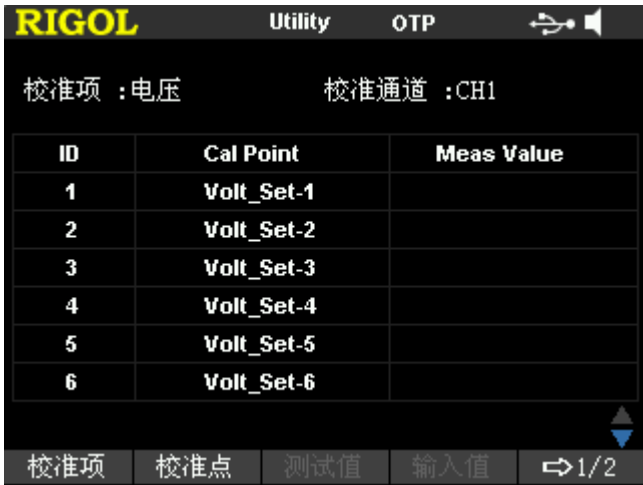 RIGOL Utility OTP
校准项 :电压 校准通道 :CH1
ID Cal Point Meas Value
1 Volt_Set-1
2 Volt_Set-2
3 Volt_Set-3
4 Volt_Set-4
5 Volt_Set-5
6 Volt_Set-6
校准项 校准点 测试值 输入值 ⇨1/2